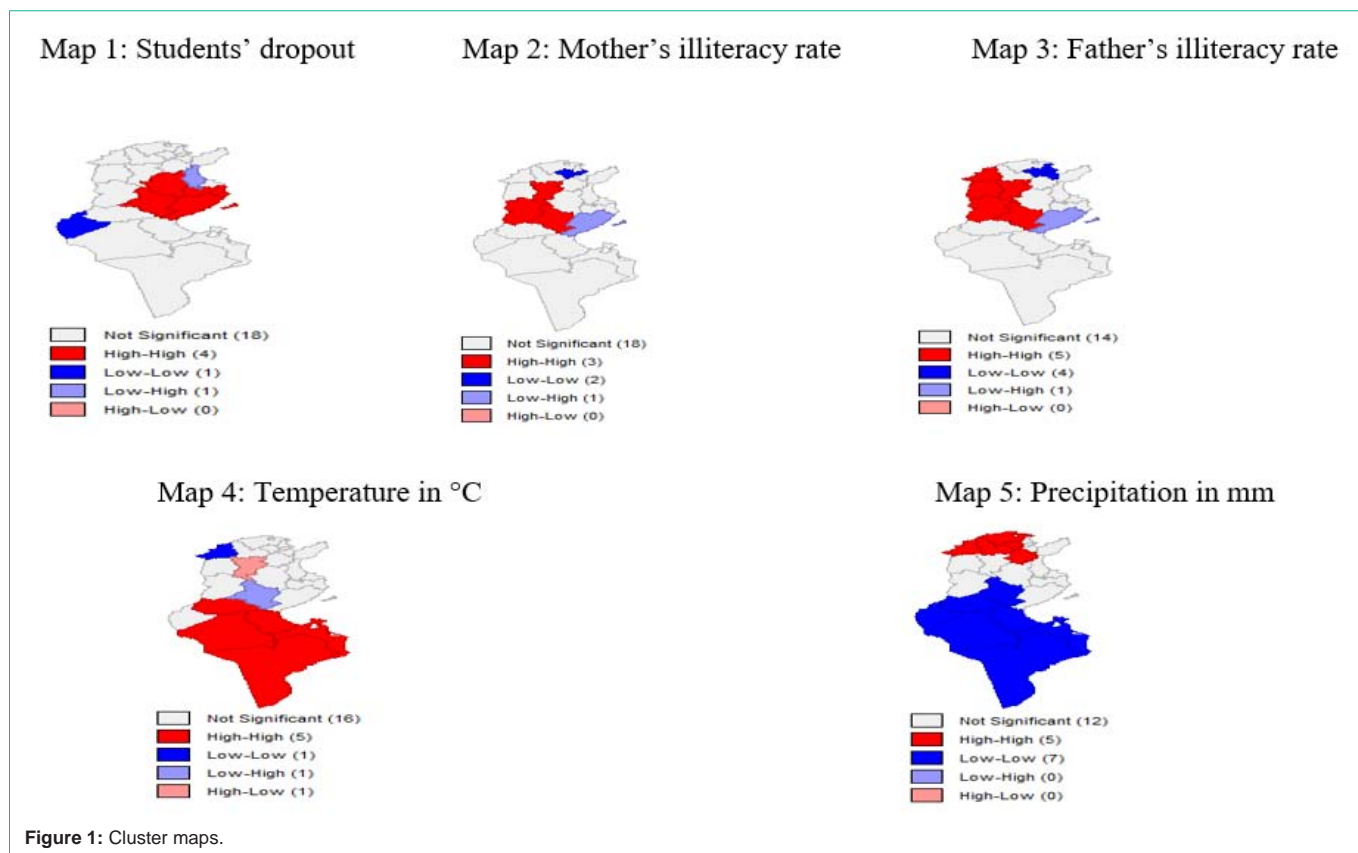 Map 1: Students’ dropout
Map 2: Mother’s illiteracy rate
Map 3: Father’s illiteracy rate
Not Significant (18)
High-High (4)
Low-Low (1)
Low-High (1)
High-Low (0)
Not Significant (18)
High-High (3)
Low-Low (2)
Low-High (1)
High-Low (0)
Not Significant (14)
High-High (5)
Low-Low (4)
Low-High (1)
High-Low (0)
Map 4: Temperature in °C
Map 5: Precipitation in mm
Not Significant (16)
High-High (5)
Low-Low (1)
Low-High (1)
High-Low (1)
Not Significant (12)
High-High (5)
Low-Low (7)
Low-High (0)
High-Low (0)
Figure 1: Cluster maps.